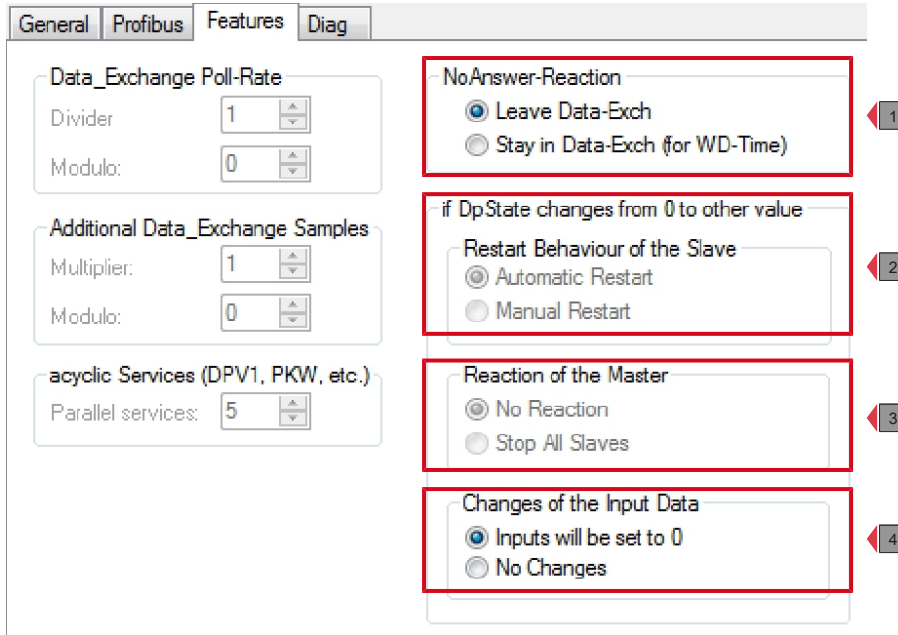 General Profibus Features Diag
Data_Exchange Poll-Rate
Divider 1
Modulo: 0
Additional Data_Exchange Samples
Multiplier: 1
Modulo: 0
acyclic Services (DPV1, PKW, etc.)
Parallel services: 5
NoAnswer-Reaction
Leave Data-Exch
Stay in Data-Exch (for WD-Time)
1
if DpState changes from 0 to other value
Restart Behaviour of the Slave
Automatic Restart
Manual Restart
2
Reaction of the Master
No Reaction
Stop All Slaves
3
Changes of the Input Data
Inputs will be set to 0
No Changes
4